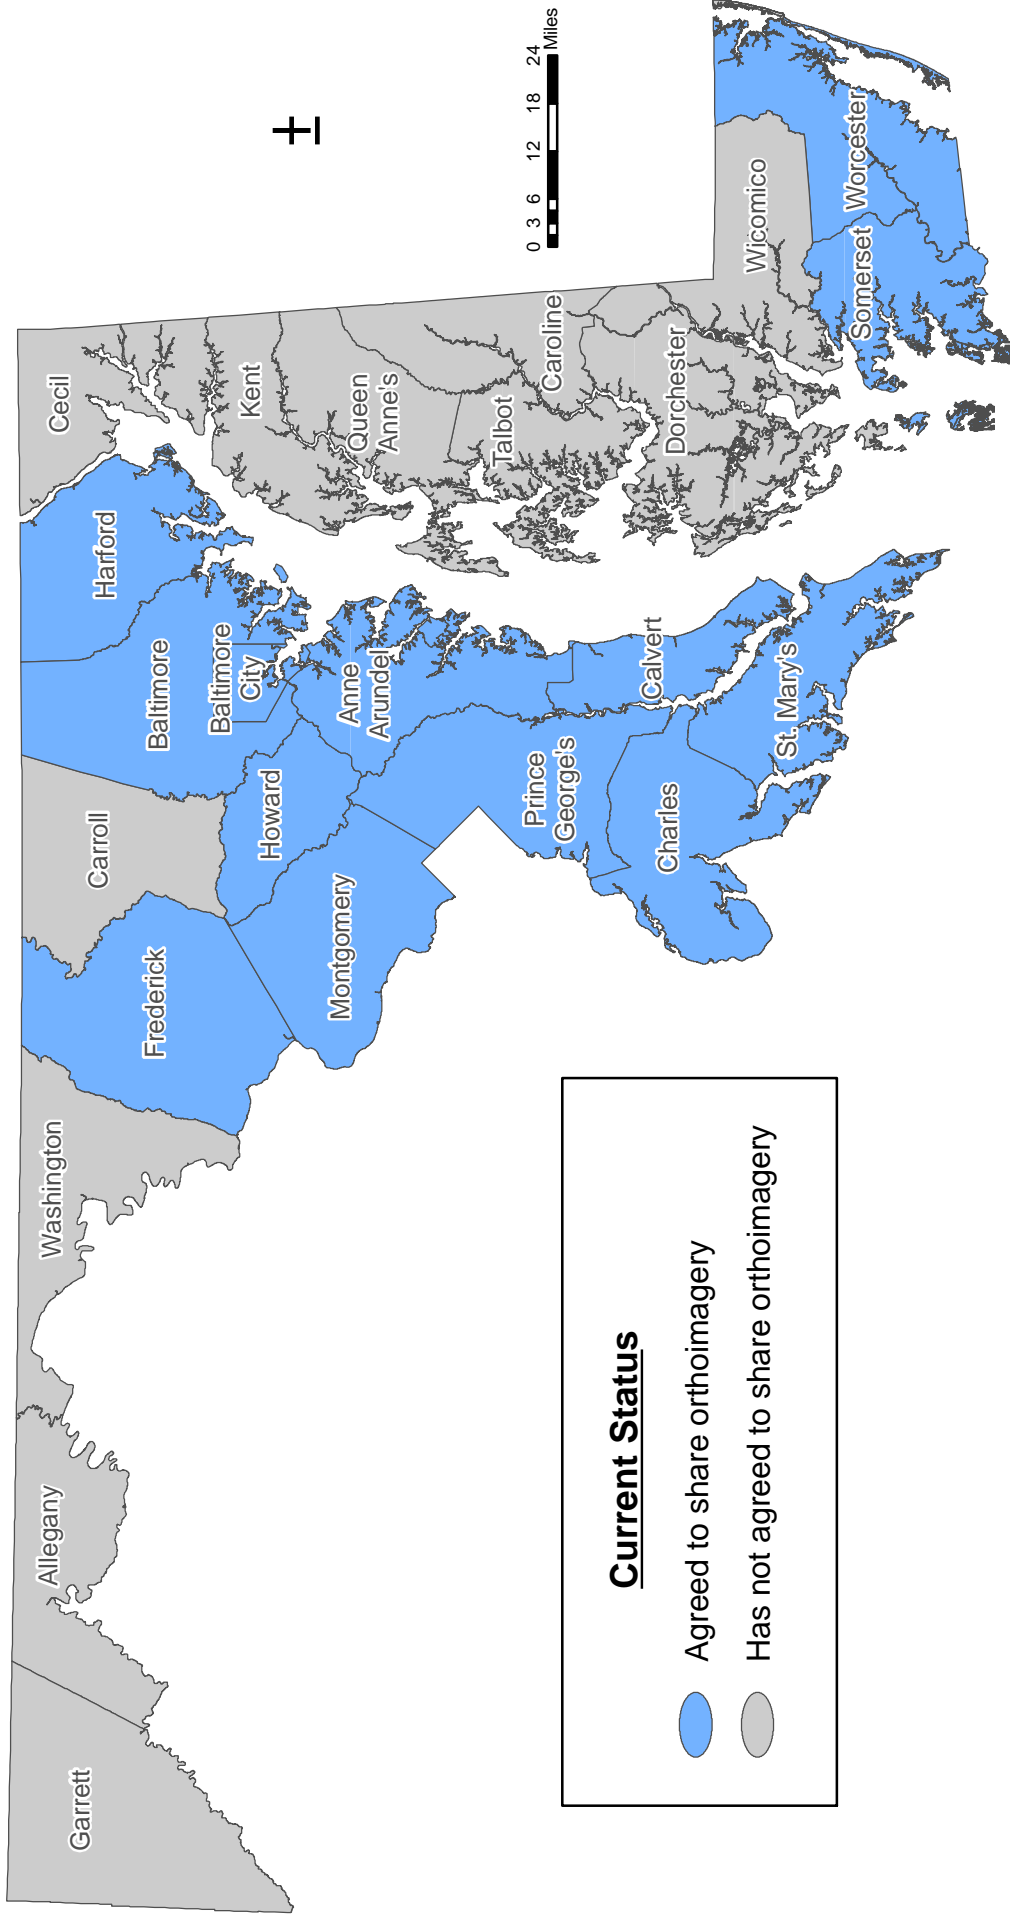 Garrett
Allegany
Washington
Frederick
Carroll
Baltimore
Harford
Cecil
Montgomery
Howard
Baltimore
City
Anne
Arundel
Kent
Queen
Anne's
Prince
George's
Talbot
Caroline
Charles
Calvert
St. Mary's
Dorchester
Wicomico
Somerset
Worcester
0 3 6 12 18 24
Miles
Current Status
Agreed to share orthoimagery
Has not agreed to share orthoimagery